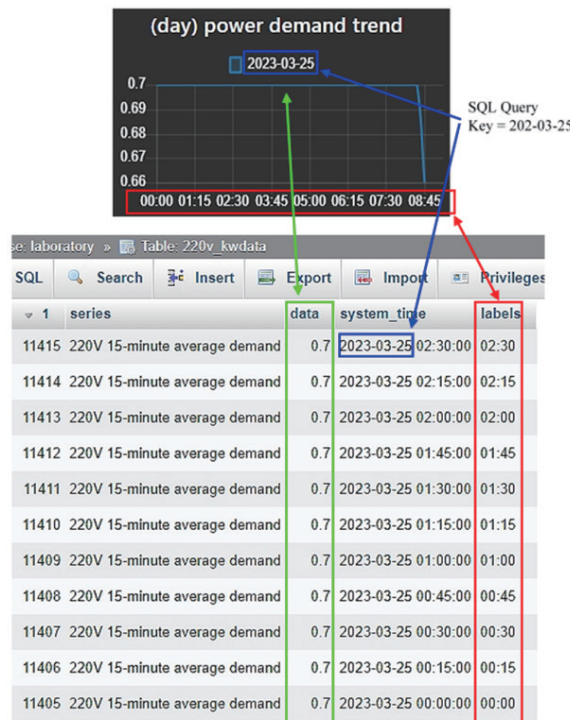 (day) power demand trend
2023-03-25
0.7
0.69
0.68
0.67
0.66
00:00 01:15 02:30 03:45 05:00 06:15 07:30 08:45
SQL Query
Key = 202-03-25
se: laboratory » Table: 220v_kwdata
SQL Search Insert Export Import Privileges
1 series data system_time labels
11415 220V 15-minute average demand 0.7 2023-03-25 02:30:00 02:30
11414 220V 15-minute average demand 0.7 2023-03-25 02:15:00 02:15
11413 220V 15-minute average demand 0.7 2023-03-25 02:00:00 02:00
11412 220V 15-minute average demand 0.7 2023-03-25 01:45:00 01:45
11411 220V 15-minute average demand 0.7 2023-03-25 01:30:00 01:30
11410 220V 15-minute average demand 0.7 2023-03-25 01:15:00 01:15
11409 220V 15-minute average demand 0.7 2023-03-25 01:00:00 01:00
11408 220V 15-minute average demand 0.7 2023-03-25 00:45:00 00:45
11407 220V 15-minute average demand 0.7 2023-03-25 00:30:00 00:30
11406 220V 15-minute average demand 0.7 2023-03-25 00:15:00 00:15
11405 220V 15-minute average demand 0.7 2023-03-25 00:00:00 00:00